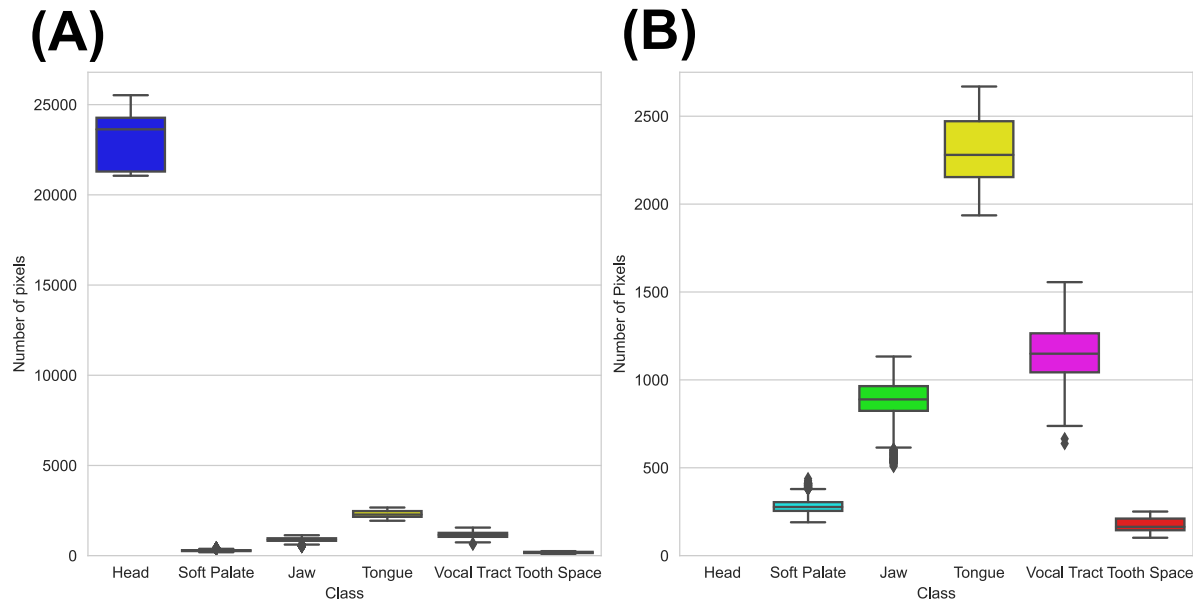 (A)
Number of pixels
25000
20000
15000
10000
5000
0
Head Soft Palate Jaw Tongue Vocal Tract Tooth Space
Class
(B)
Number of Pixels
2500
2000
1500
1000
500
0
Head Soft Palate Jaw Tongue Vocal Tract Tooth Space
Class